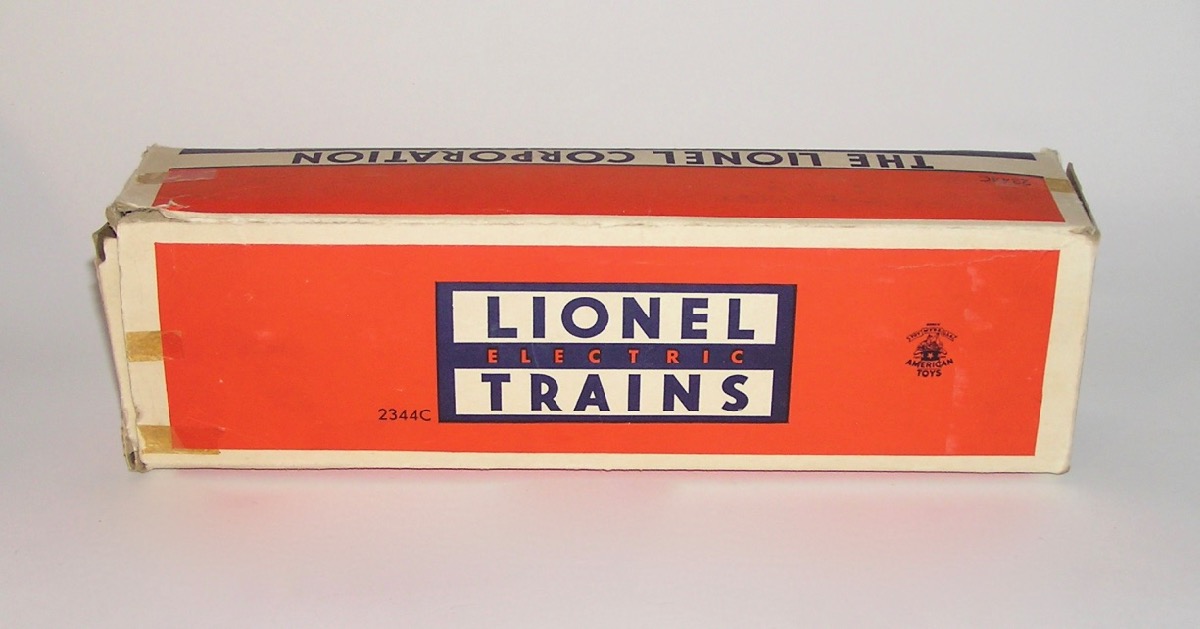 THE LIONEL CORPORATION
2344C
LIONEL
ELECTRIC
TRAINS
2344C
AMERICAN
TOYS